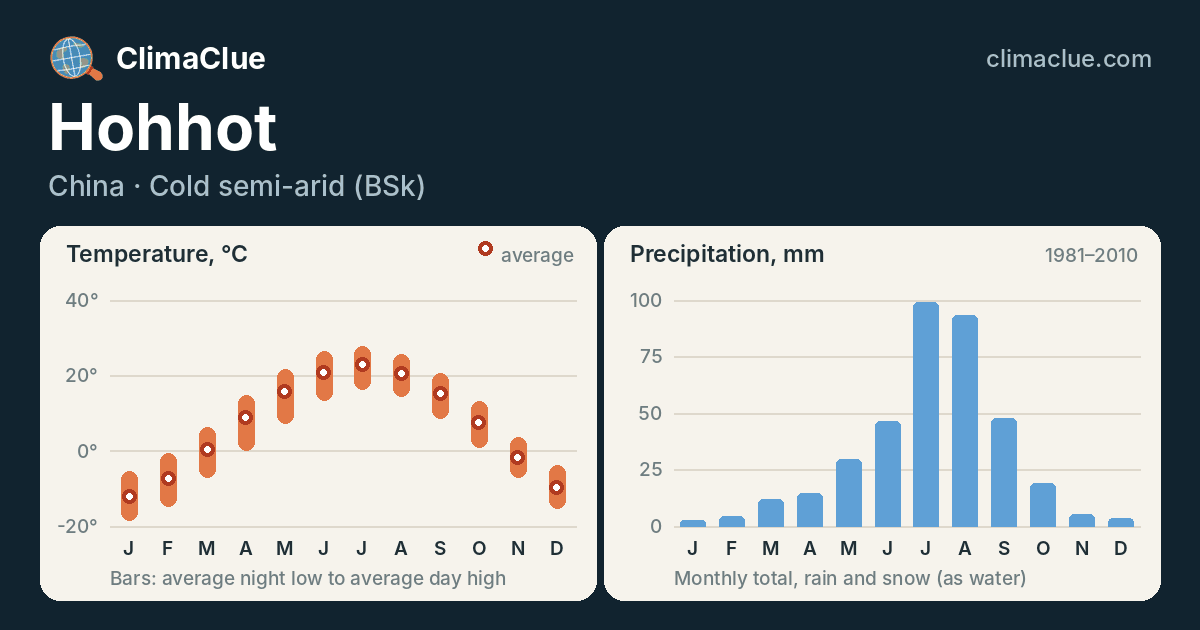 ClimaClue
climaclue.com
Hohhot
China · Cold semi-arid (BSk)
Temperature, °C
average
40°
20°
0°
-20°
J F M A M J J A S O N D
Bars: average night low to average day high
Precipitation, mm
1981–2010
100
75
50
25
0
J F M A M J J A S O N D
Monthly total, rain and snow (as water)